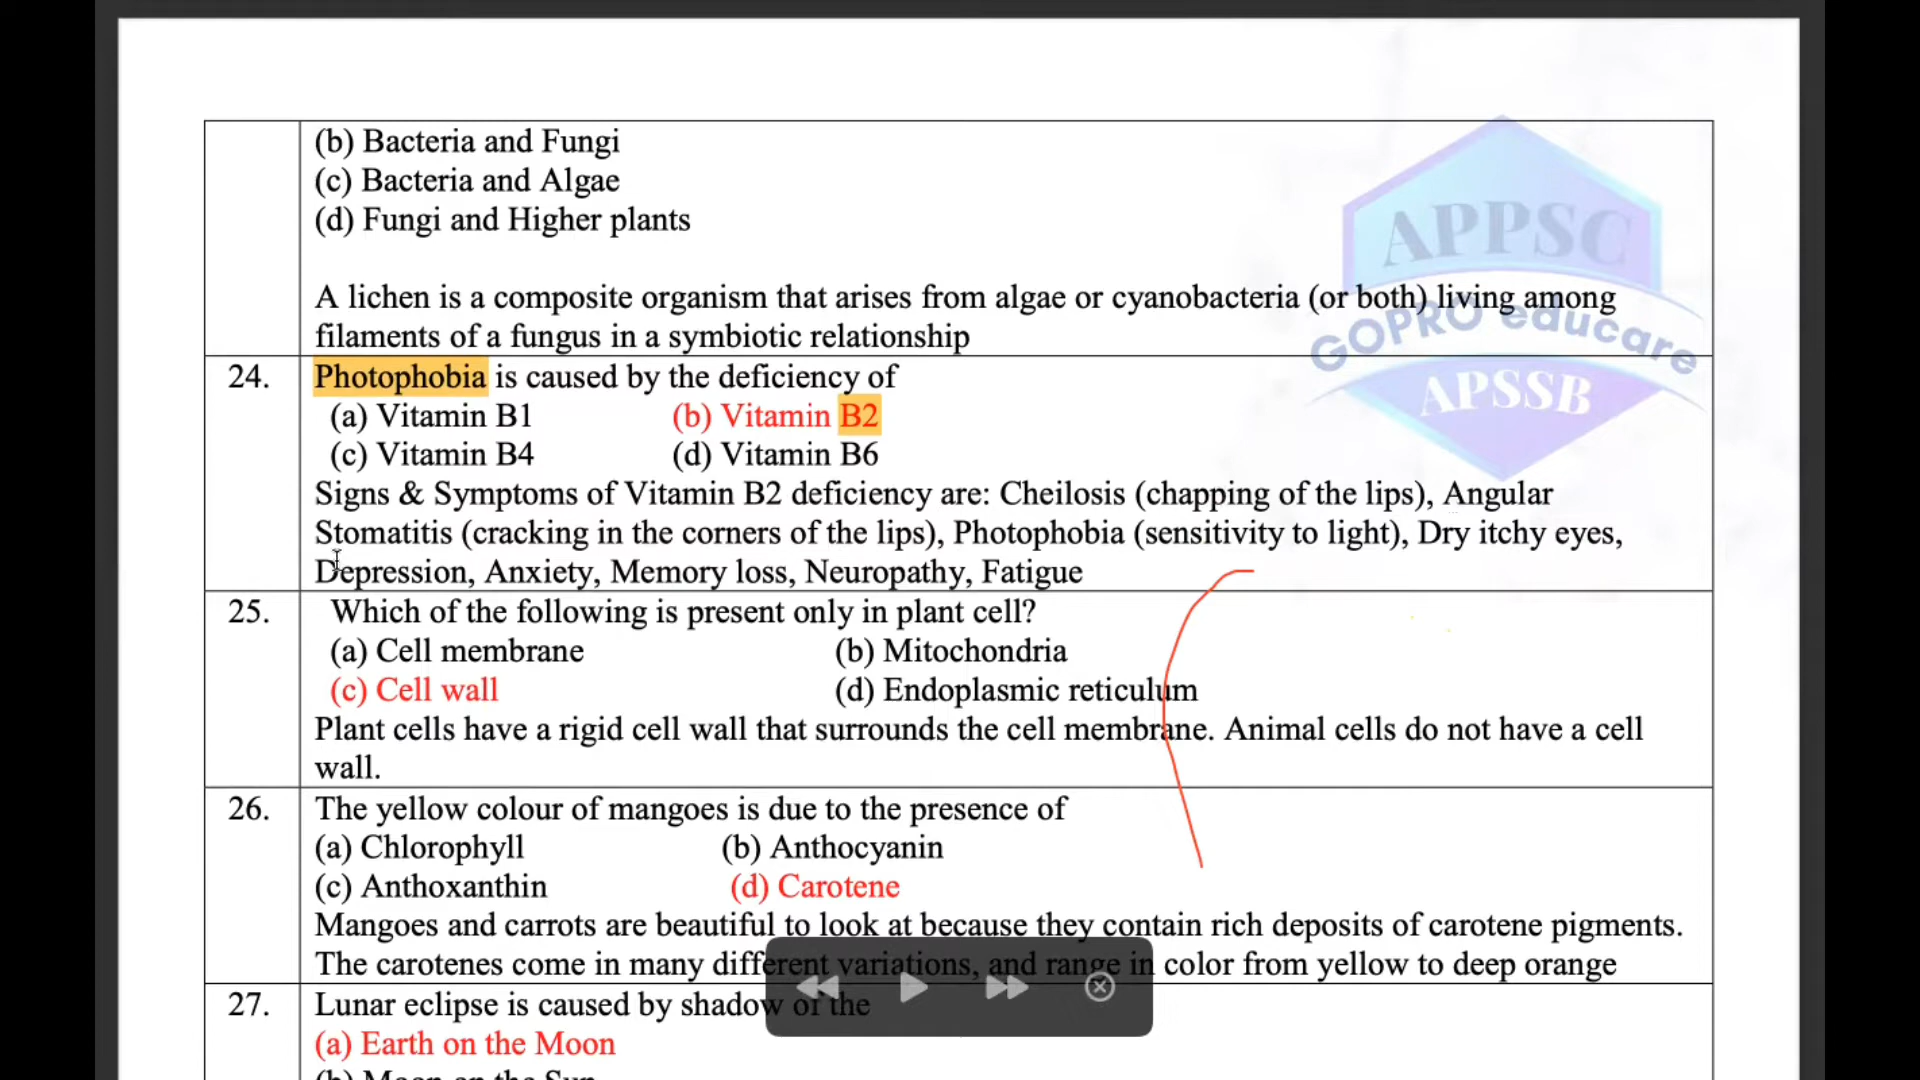 (b) Bacteria and Fungi
(c) Bacteria and Algae
(d) Fungi and Higher plants
A lichen is a composite organism that arises from algae or cyanobacteria (or both) living among
filaments of a fungus in a symbiotic relationship
APPSC
GOPRO educare
APSSB
24. Photophobia is caused by the deficiency of
(a) Vitamin B1 (b) Vitamin B2
(c) Vitamin B4 (d) Vitamin B6
Signs & Symptoms of Vitamin B2 deficiency are: Cheilosis (chapping of the lips), Angular
Stomatitis (cracking in the corners of the lips), Photophobia (sensitivity to light), Dry itchy eyes,
Depression, Anxiety, Memory loss, Neuropathy, Fatigue
25. Which of the following is present only in plant cell?
(a) Cell membrane (b) Mitochondria
(c) Cell wall (d) Endoplasmic reticulum
Plant cells have a rigid cell wall that surrounds the cell membrane. Animal cells do not have a cell
wall.
26. The yellow colour of mangoes is due to the presence of
(a) Chlorophyll (b) Anthocyanin
(c) Anthoxanthin (d) Carotene
Mangoes and carrots are beautiful to look at because they contain rich deposits of carotene pigments.
The carotenes come in many different variations, and range in color from yellow to deep orange
27. Lunar eclipse is caused by shadow of the
(a) Earth on the Moon
(b) Moon on the Sun